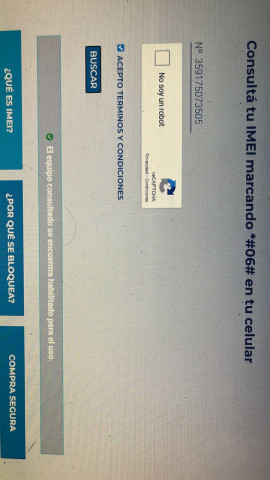 Consultá tu IMEI marcando *#06# en tu celular
N° 359175073505
No soy un robot
reCAPTCHA
Privacidad - Condiciones
ACEPTO TERMINOS Y CONDICIONES
BUSCAR
El equipo consultado se encuentra habilitado para el uso.
¿QUÉ ES IMEI?
¿POR QUÉ SE BLOQUEA?
COMPRA SEGURA